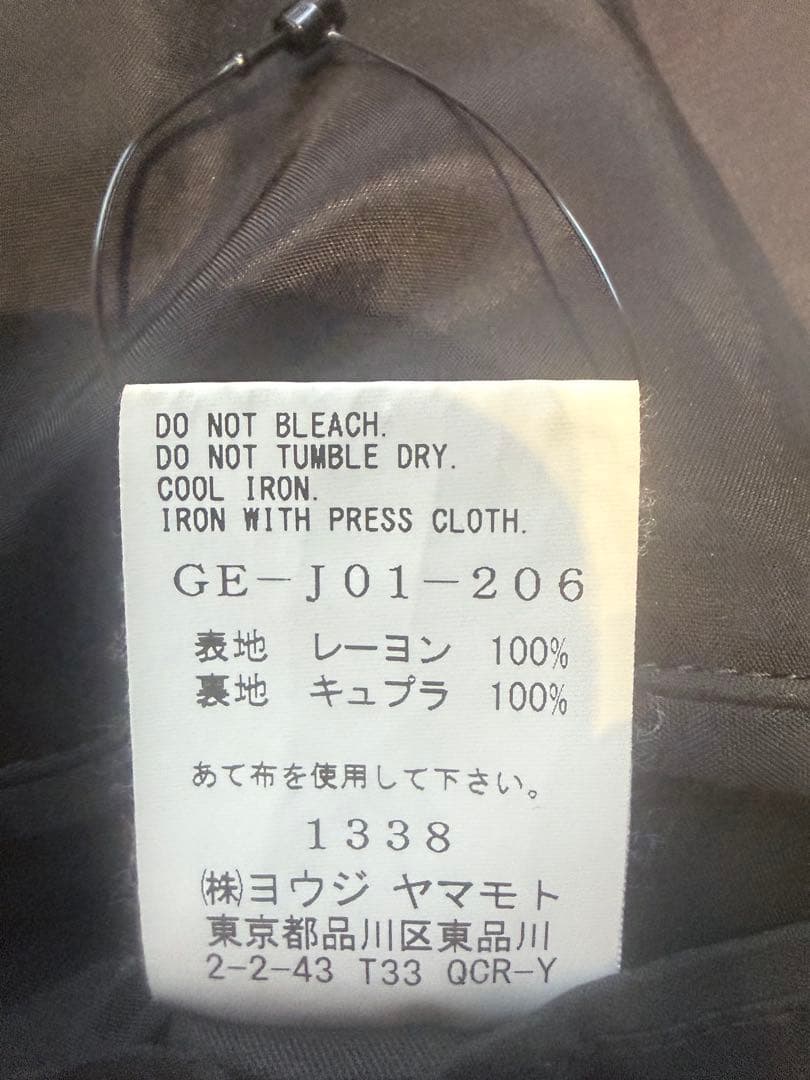 DO NOT BLEACH.
DO NOT TUMBLE DRY.
COOL IRON.
IRON WITH PRESS CLOTH.
GE-J01-206
表地 レーヨン 100%
裏地 キュプラ 100%
あて布を使用して下さい。
1338
㈱ヨウジ ヤマモト
東京都品川区東品川
2-2-43 T33 QCR-Y